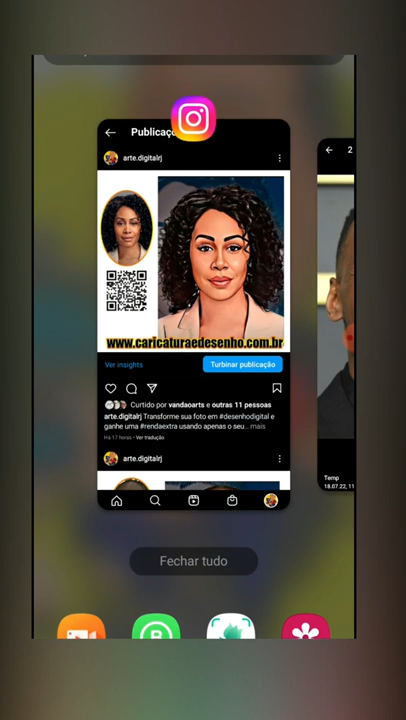 Publicaç
2
arte.digitalrj
www.caricaturaedesenho.com.br
Ver insights
Turbinar publicação
Curtido por vandaoarts e outras 11 pessoas
arte.digitalrj Transforme sua foto em #desenhodigital e
ganhe uma #rendaextra usando apenas o seu... mais
Há 17 horas · Ver tradução
arte.digitalrj
Temp
18.07.22, 11
Fechar tudo
B